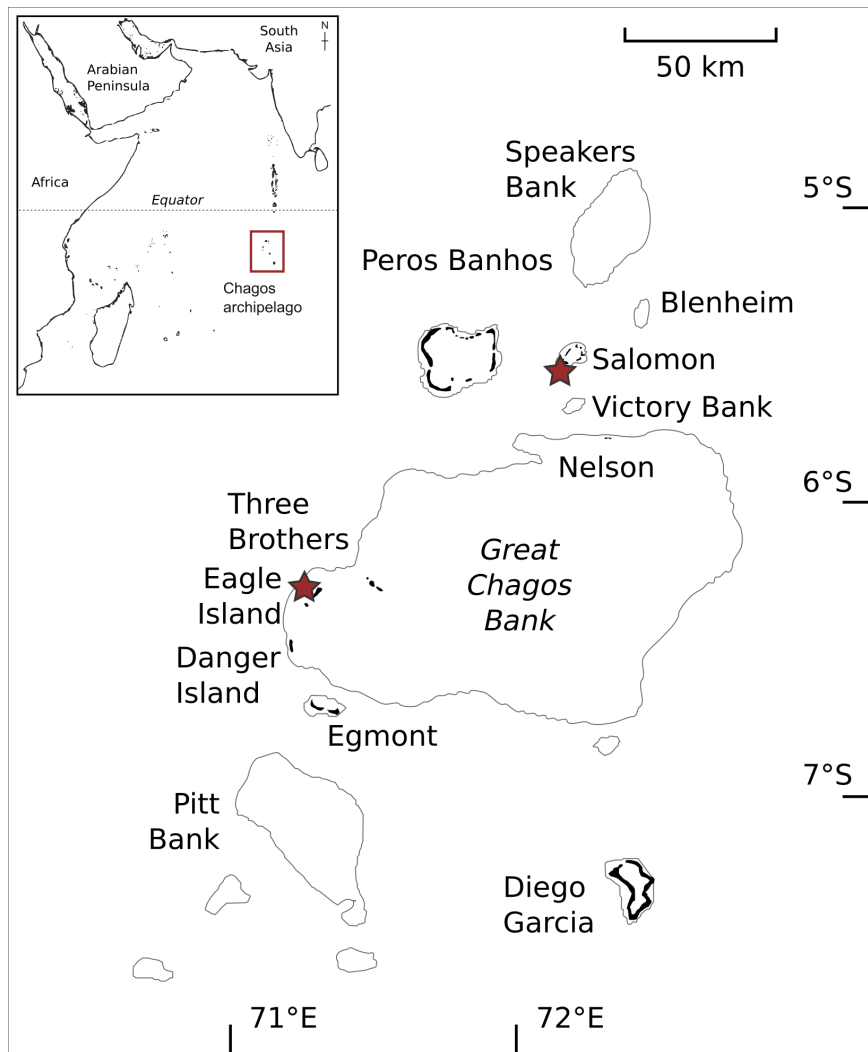 South
Asia
N
Arabian
Peninsula
Africa
Equator
Chagos
archipelago
50 km
Speakers
Bank
5°S
Peros Banhos
Blenheim
Salomon
Victory Bank
Nelson
6°S
Three
Brothers
Great
Chagos
Bank
Eagle
Island
Danger
Island
Egmont
7°S
Pitt
Bank
Diego
Garcia
71°E
72°E